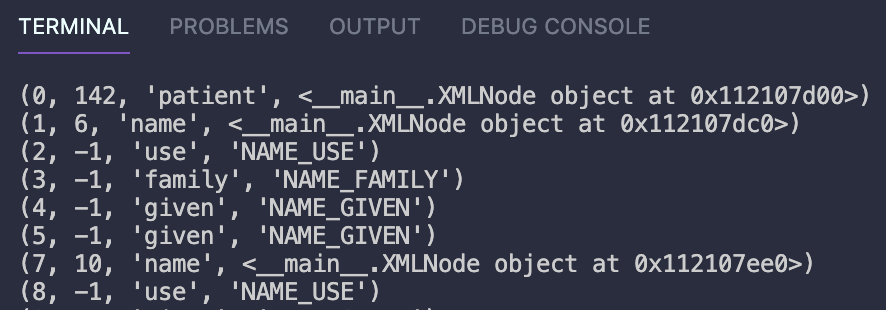 TERMINAL PROBLEMS OUTPUT DEBUG CONSOLE
(0, 142, 'patient', <__main__.XMLNode object at 0x112107d00>)
(1, 6, 'name', <__main__.XMLNode object at 0x112107dc0>)
(2, -1, 'use', 'NAME_USE')
(3, -1, 'family', 'NAME_FAMILY')
(4, -1, 'given', 'NAME_GIVEN')
(5, -1, 'given', 'NAME_GIVEN')
(7, 10, 'name', <__main__.XMLNode object at 0x112107ee0>)
(8, -1, 'use', 'NAME_USE')